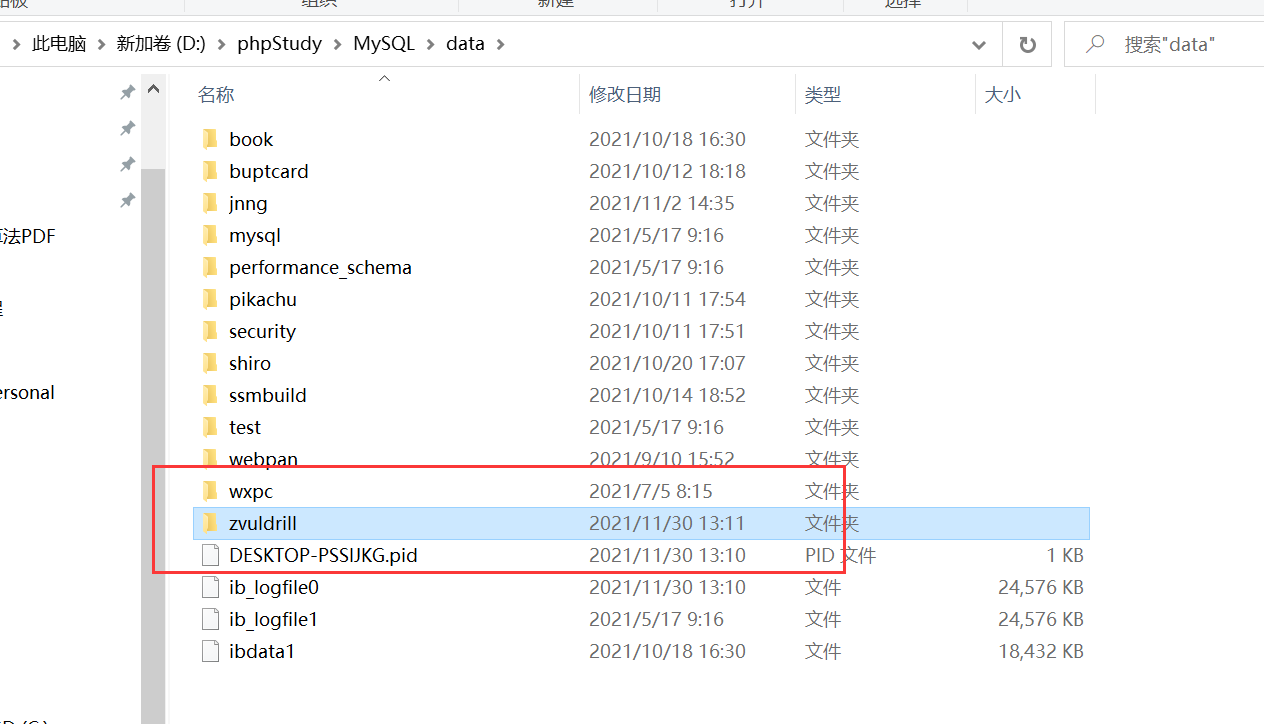 组织 新建 打开 选择
此电脑 新加卷 (D:) phpStudy MySQL data 搜索"data"
名称 修改日期 类型 大小
book 2021/10/18 16:30 文件夹
buptcard 2021/10/12 18:18 文件夹
jnng 2021/11/2 14:35 文件夹
mysql 2021/5/17 9:16 文件夹
performance_schema 2021/5/17 9:16 文件夹
pikachu 2021/10/11 17:54 文件夹
security 2021/10/11 17:51 文件夹
shiro 2021/10/20 17:07 文件夹
ssmbuild 2021/10/14 18:52 文件夹
test 2021/5/17 9:16 文件夹
webpan 2021/9/10 15:52 文件夹
wxpc 2021/7/5 8:15 文件夹
zvuldrill 2021/11/30 13:11 文件夹
DESKTOP-PSSIJKG.pid 2021/11/30 13:10 PID 文件 1 KB
ib_logfile0 2021/11/30 13:10 文件 24,576 KB
ib_logfile1 2021/5/17 9:16 文件 24,576 KB
ibdata1 2021/10/18 16:30 文件 18,432 KB
法PDF
ersonal